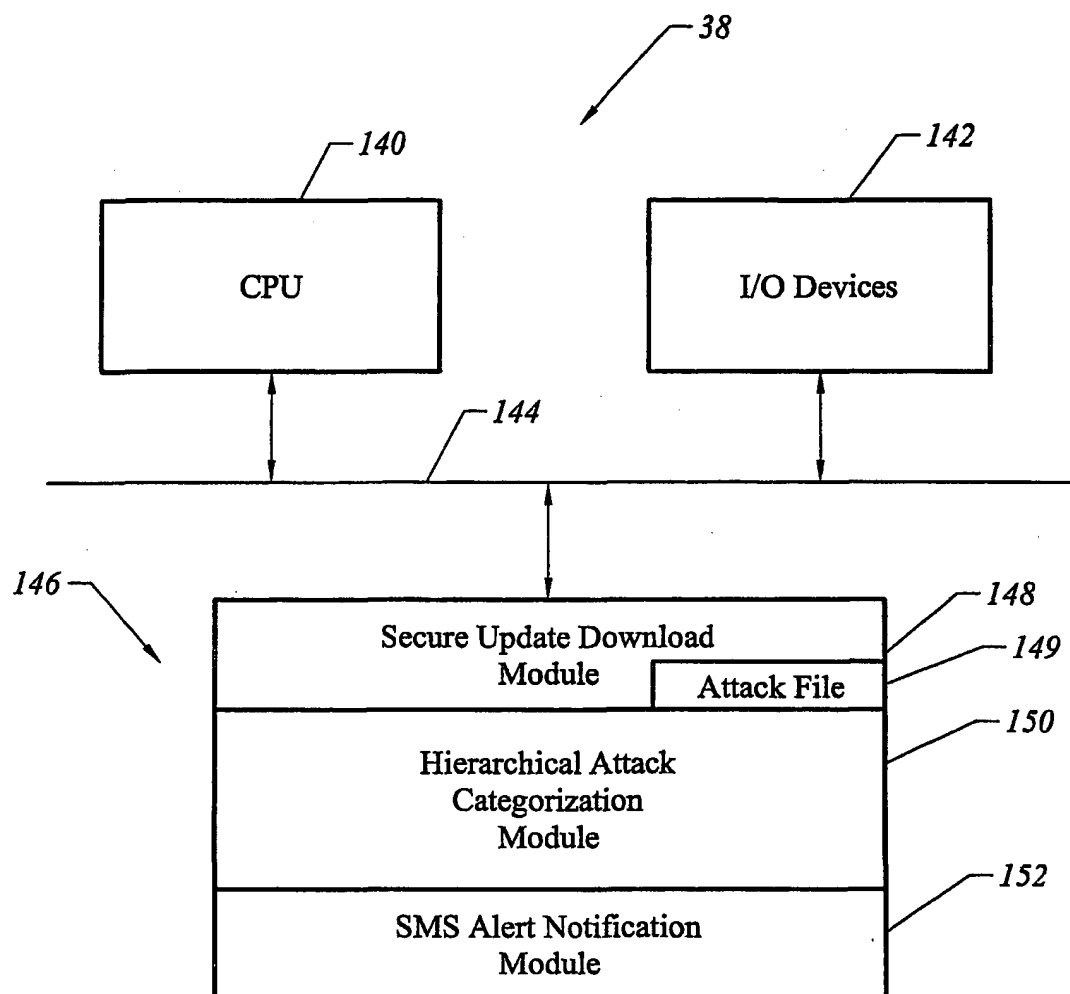 38
140
142
CPU
I/O Devices
144
146
148
Secure Update Download
Module
149
Attack File
150
Hierarchical Attack
Categorization
Module
152
SMS Alert Notification
Module